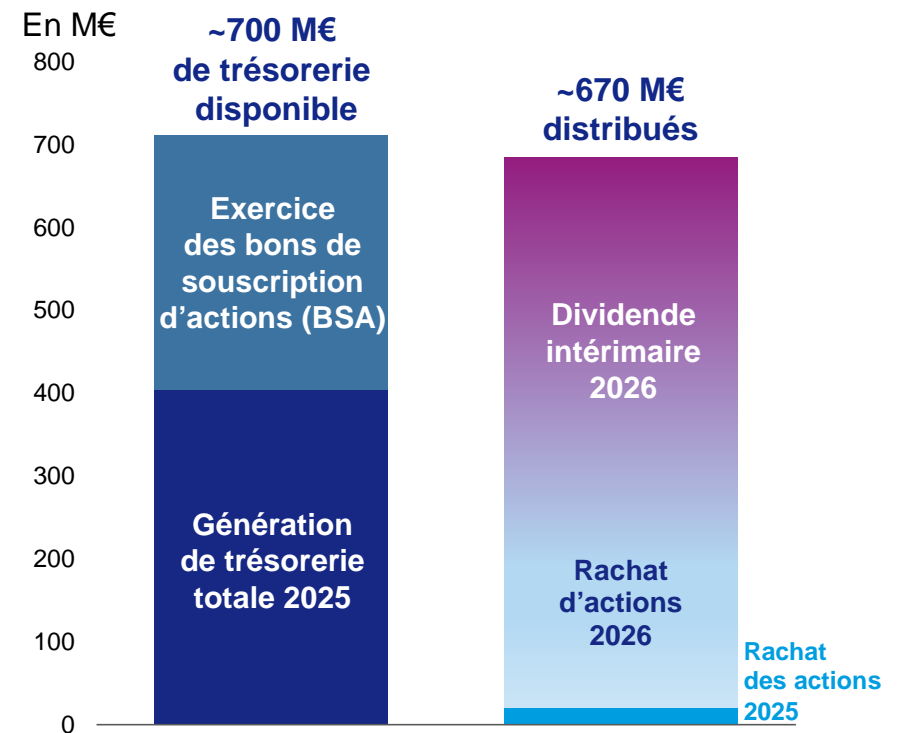 En M€
800
700
600
500
400
300
200
100
0
~700 M€
de trésorerie
disponible
Exercice
des bons de
souscription
d’actions (BSA)
Génération
de trésorerie
totale 2025
~670 M€
distribués
Dividende
intérimaire
2026
Rachat
d’actions
2026
Rachat
des actions
2025